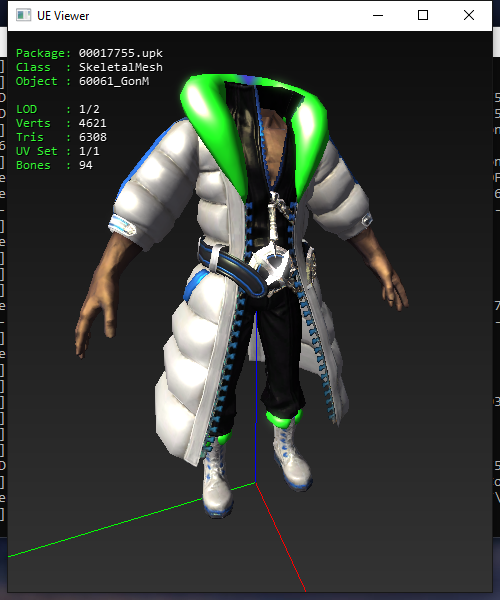 UE Viewer
Package: 00017755.upk
Class : SkeletalMesh
Object : 60061_GonM
LOD : 1/2
Verts : 4621
Tris : 6308
UV Set : 1/1
Bones : 94